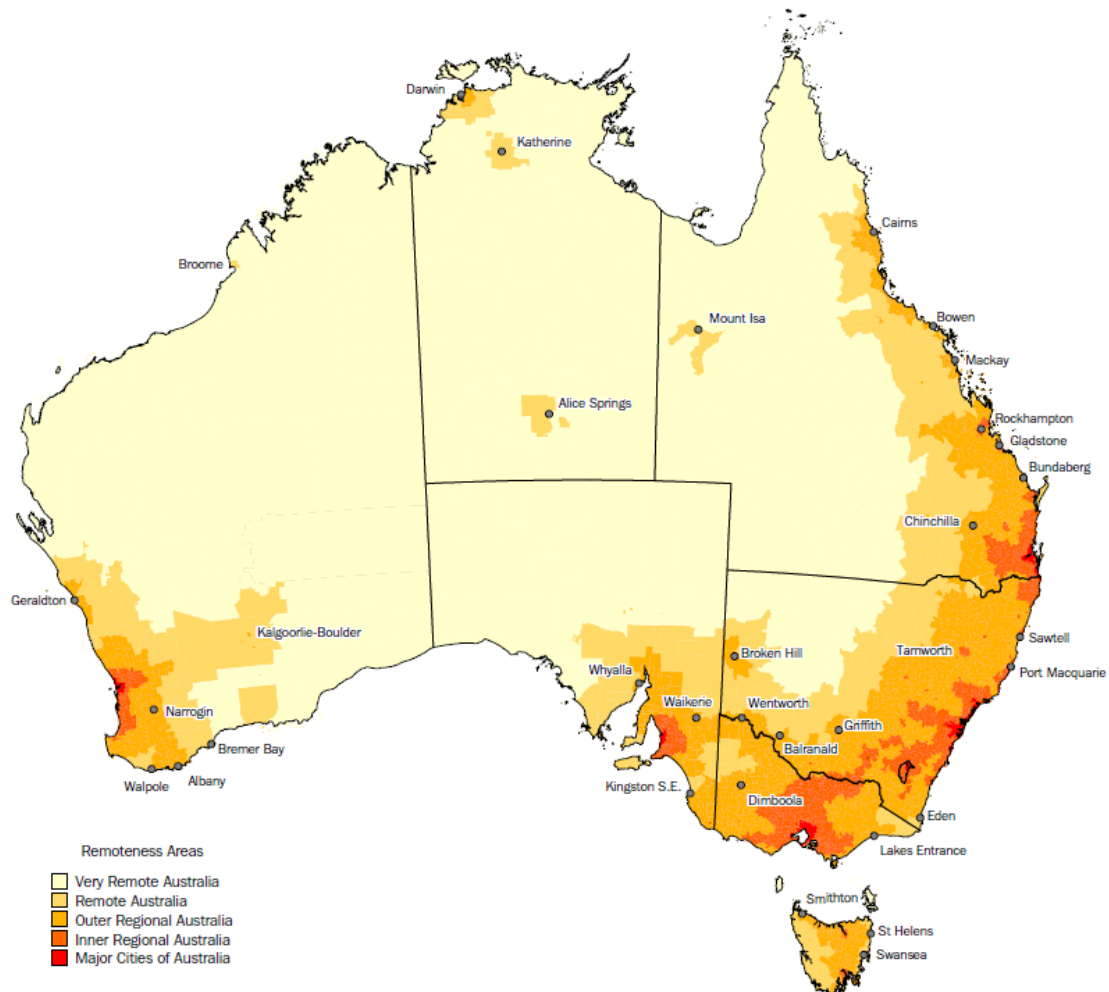 Darwin
Katherine
Cairns
Broome
Mount Isa
Bowen
Mackay
Alice Springs
Rockhampton
Gladstone
Bundaberg
Chinchilla
Geraldton
Kalgoorlie-Boulder
Sawtell
Tamworth
Broken Hill
Port Macquarie
Whyalla
Waikerie
Wentworth
Narrogin
Griffith
Bremer Bay
Balranald
Walpole
Albany
Kingston S.E.
Dimboola
Eden
Lakes Entrance
Remoteness Areas
Very Remote Australia
Remote Australia
Outer Regional Australia
Inner Regional Australia
Major Cities of Australia
Smithton
St Helens
Swansea